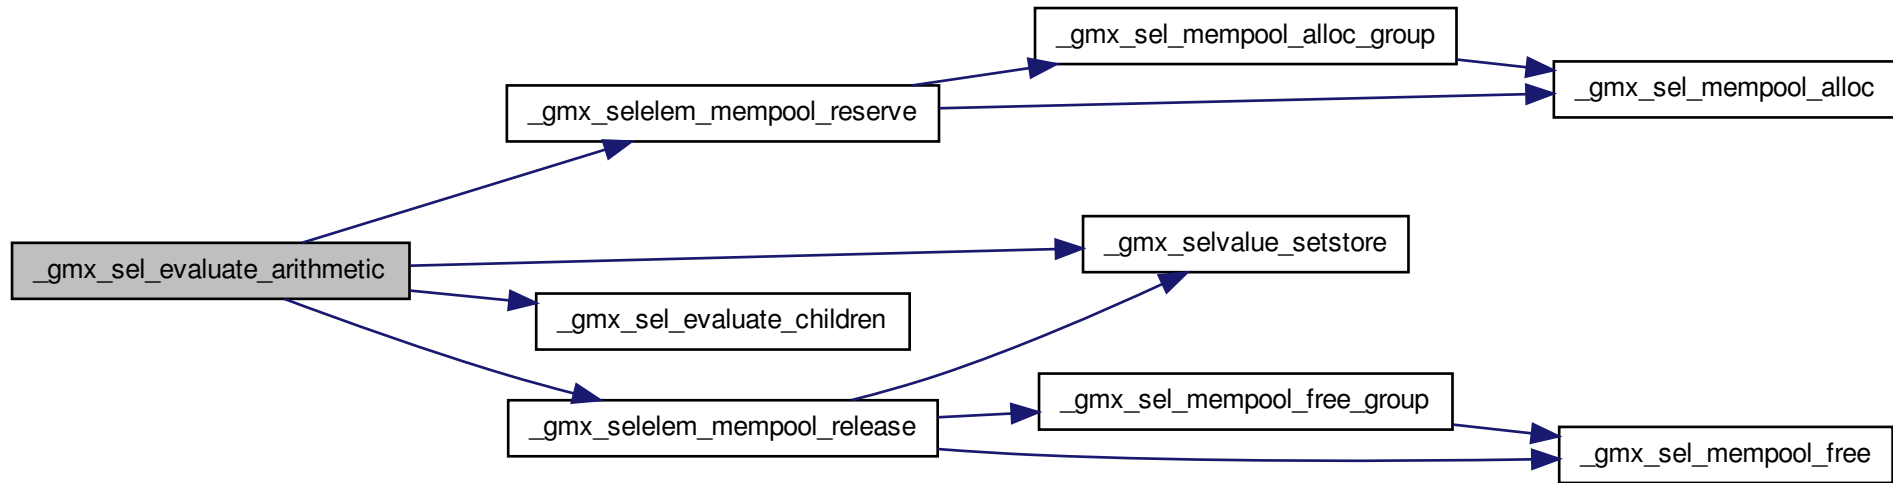 _gmx_sel_mempool_alloc_group
_gmx_sel_mempool_alloc
_gmx_selelem_mempool_reserve
_gmx_selvalue_setstore
_gmx_sel_evaluate_arithmetic
_gmx_sel_evaluate_children
_gmx_sel_mempool_free_group
_gmx_selelem_mempool_release
_gmx_sel_mempool_free